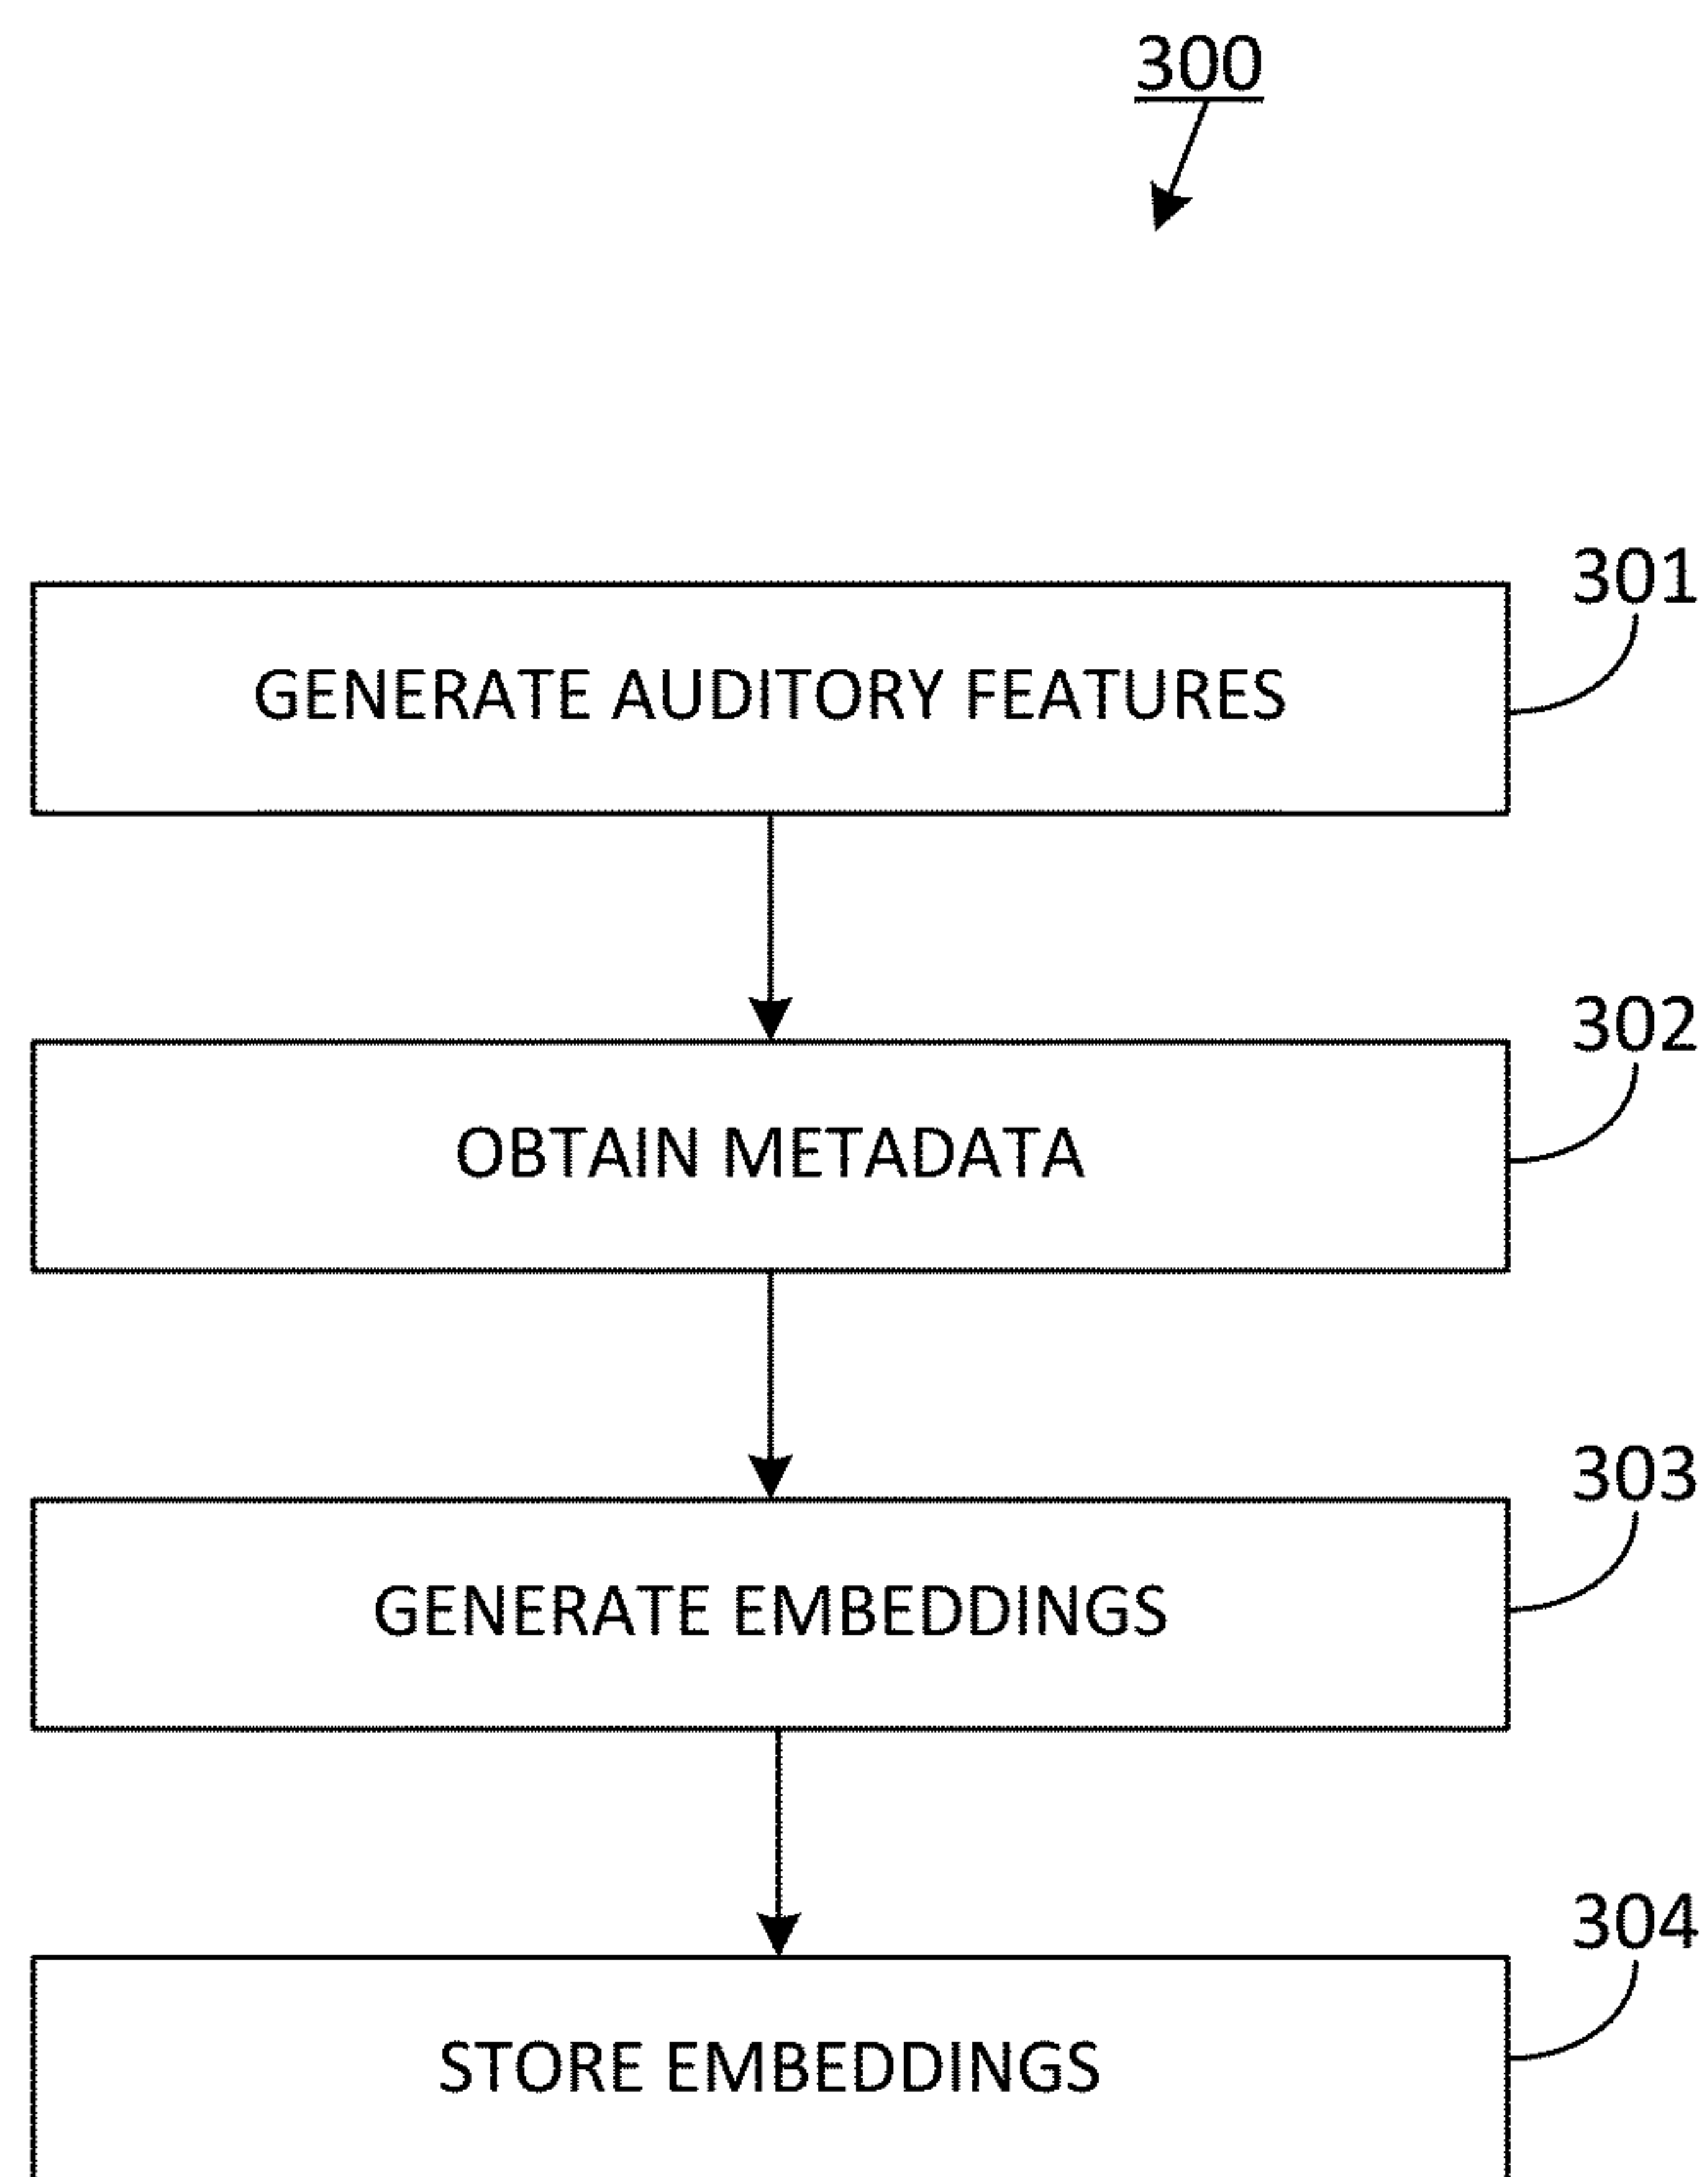 300
301
GENERATE AUDITORY FEATURES
302
OBTAIN METADATA
303
GENERATE EMBEDDINGS
304
STORE EMBEDDINGS